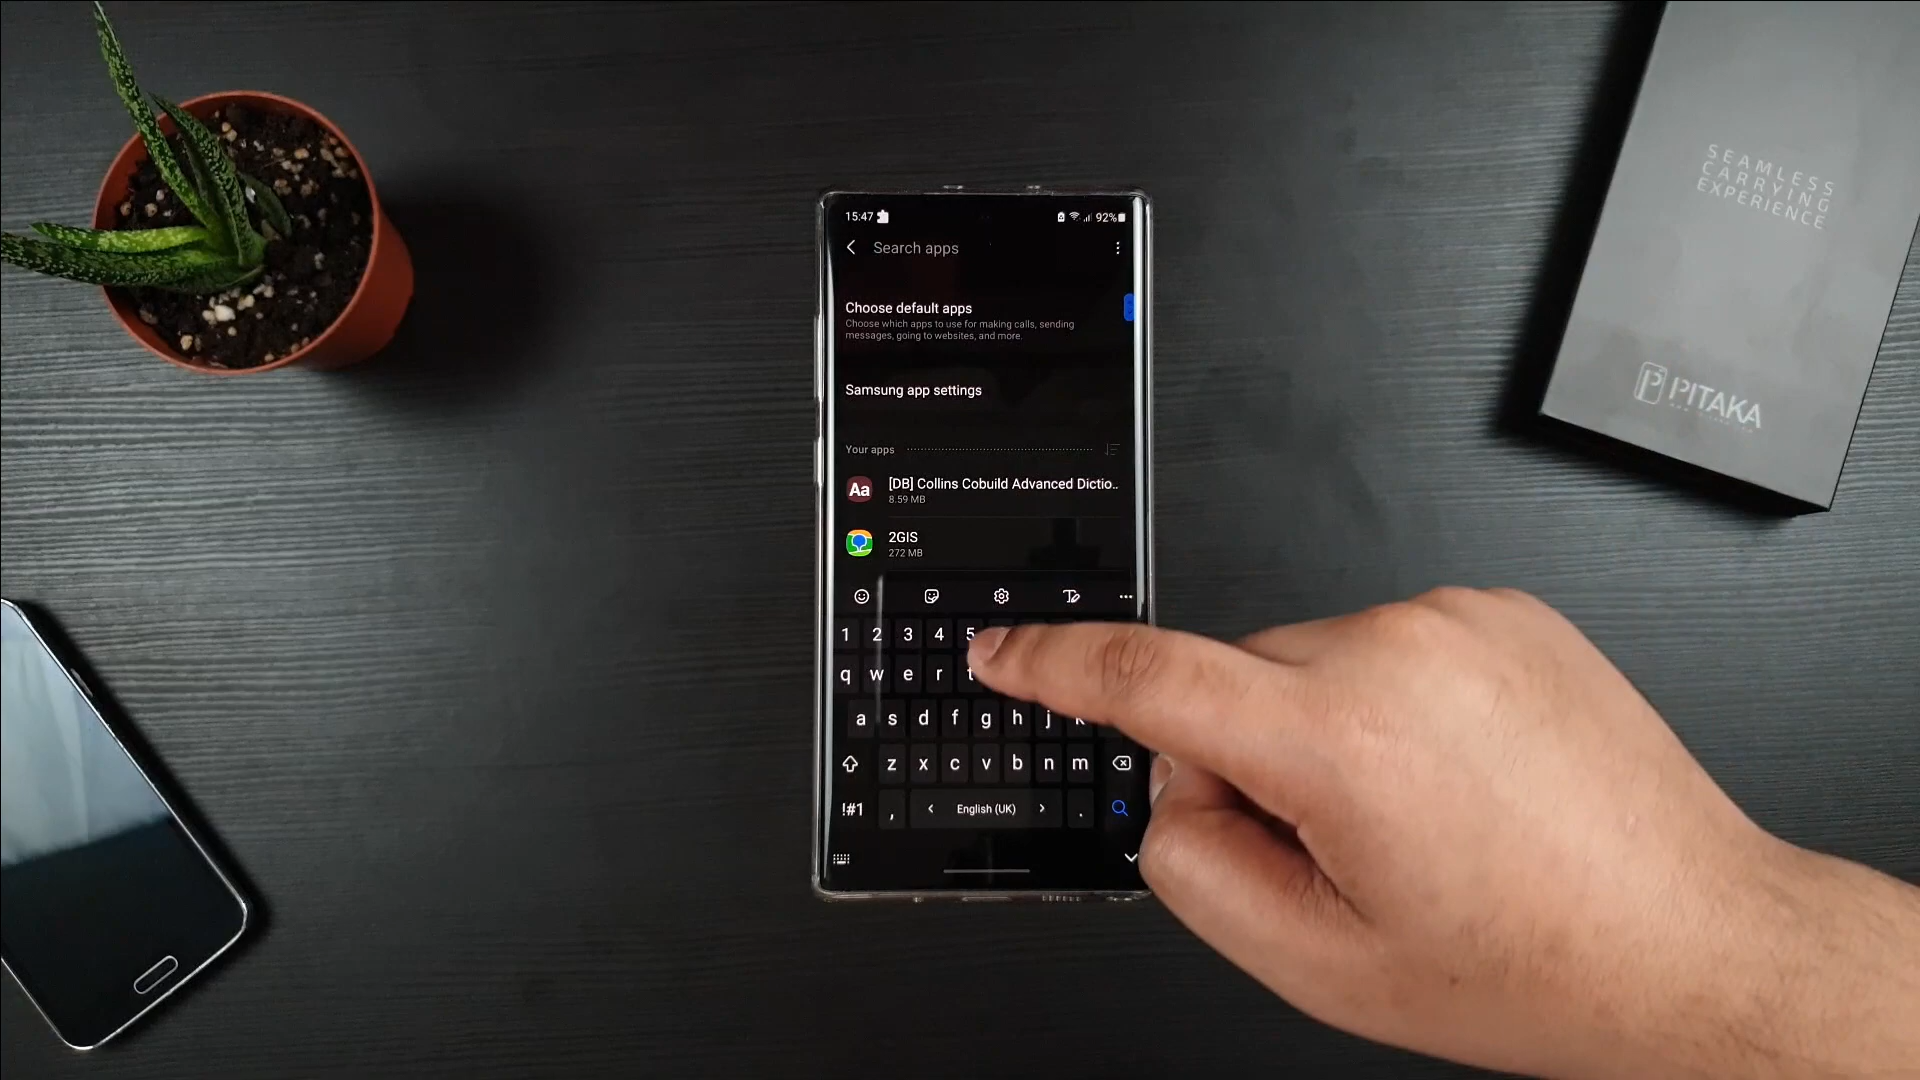 15:47
92%
Search apps
Choose default apps
Choose which apps to use for making calls, sending
messages, going to websites, and more.
Samsung app settings
Your apps
Aa
[DB] Collins Cobuild Advanced Dictio..
8.59 MB
2GIS
272 MB
1 2 3 4 5
q w e r t
a s d f g h j k
z x c v b n m
!#1 , < English (UK) > .
SEAMLESS
CARRYING
EXPERIENCE
PITAKA